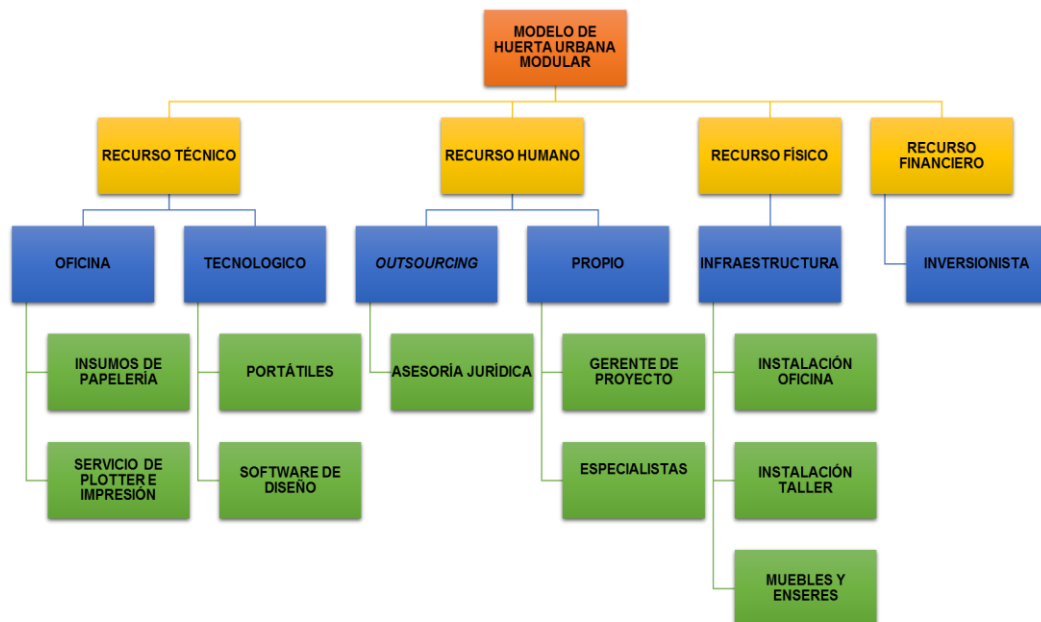 MODELO DE
HUERTA URBANA
MODULAR
RECURSO TÉCNICO
RECURSO HUMANO
RECURSO FÍSICO
RECURSO
FINANCIERO
OFICINA
TECNOLOGICO
OUTSOURCING
PROPIO
INFRAESTRUCTURA
INVERSIONISTA
INSUMOS DE
PAPELERÍA
PORTÁTILES
ASESORÍA JURÍDICA
GERENTE DE
PROYECTO
INSTALACIÓN
OFICINA
SERVICIO DE
PLOTTER E
IMPRESIÓN
SOFTWARE DE
DISEÑO
ESPECIALISTAS
INSTALACIÓN
TALLER
MUEBLES Y
ENSERES